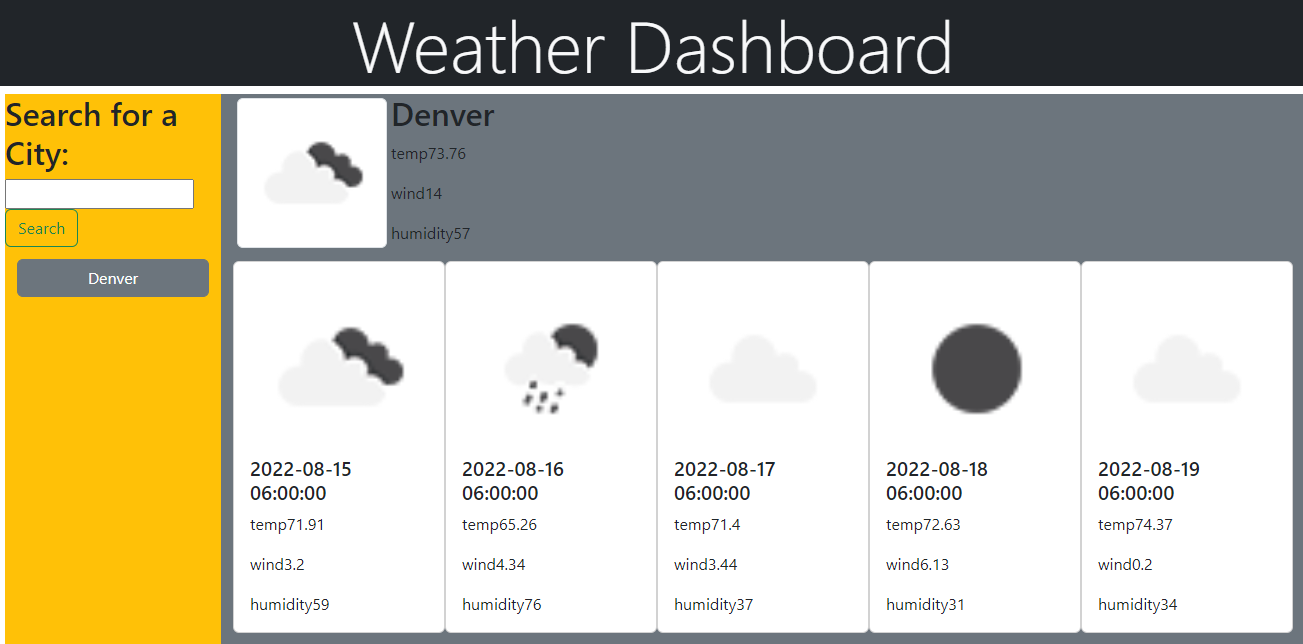 Weather Dashboard
Search for a
City:
Search
Denver
Denver
temp73.76
wind14
humidity57
2022-08-15
06:00:00
temp71.91
wind3.2
humidity59
2022-08-16
06:00:00
temp65.26
wind4.34
humidity76
2022-08-17
06:00:00
temp71.4
wind3.44
humidity37
2022-08-18
06:00:00
temp72.63
wind6.13
humidity31
2022-08-19
06:00:00
temp74.37
wind0.2
humidity34